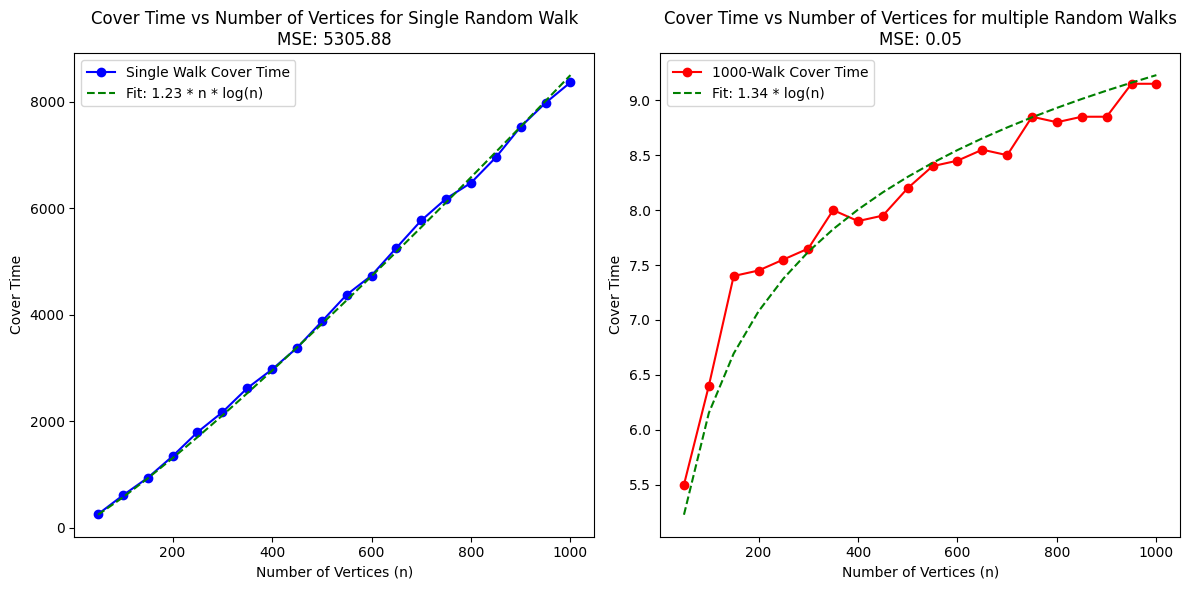 Cover Time vs Number of Vertices for Single Random Walk
MSE: 5305.88
Single Walk Cover Time
Fit: 1.23 * n * log(n)
8000
6000
4000
2000
0
Cover Time
200
400
600
800
1000
Number of Vertices (n)
Cover Time vs Number of Vertices for multiple Random Walks
MSE: 0.05
1000-Walk Cover Time
Fit: 1.34 * log(n)
9.0
8.5
8.0
7.5
7.0
6.5
6.0
5.5
Cover Time
200
400
600
800
1000
Number of Vertices (n)